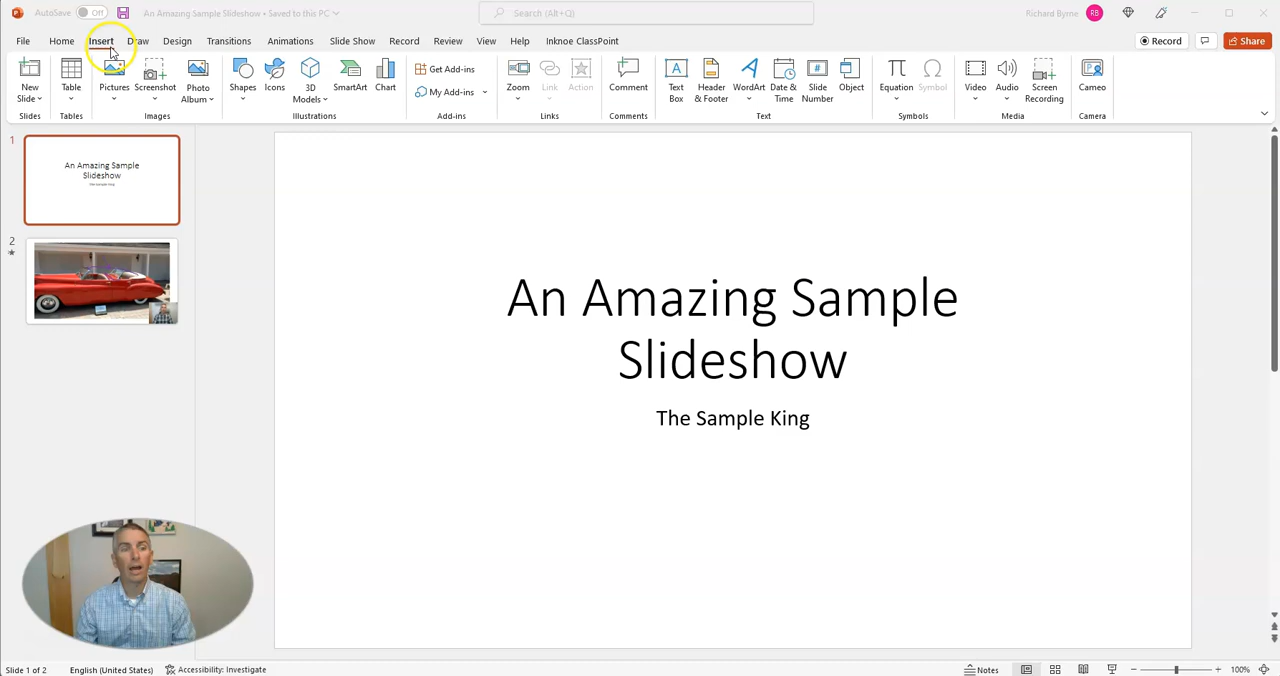 AutoSave Off An Amazing Sample Slideshow • Saved to this PC Search (Alt+Q) Richard Byrne RB
File Home Insert Draw Design Transitions Animations Slide Show Record Review View Help Inknoe ClassPoint Record Share
New Slide Table Pictures Screenshot Photo Album Shapes Icons 3D Models SmartArt Chart Get Add-ins My Add-ins Zoom Link Action Comment Text Box Header & Footer WordArt Date & Time Slide Number Object Equation Symbol Video Audio Screen Recording Cameo
Slides Tables Images Illustrations Add-ins Links Comments Text Symbols Media Camera
1
An Amazing Sample
Slideshow
The Sample King
2
An Amazing Sample
Slideshow
The Sample King
Slide 1 of 2 English (United States) Accessibility: Investigate Notes 100%